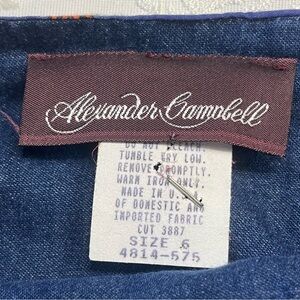 Alexander Campbell
DO NOT BLEACH.
TUMBLE DRY LOW.
REMOVE PROMPTLY.
WARM IRON ONLY.
MADE IN U.S.A.
OF DOMESTIC AND
IMPORTED FABRIC
CUT 3887
SIZE 6
4814-575